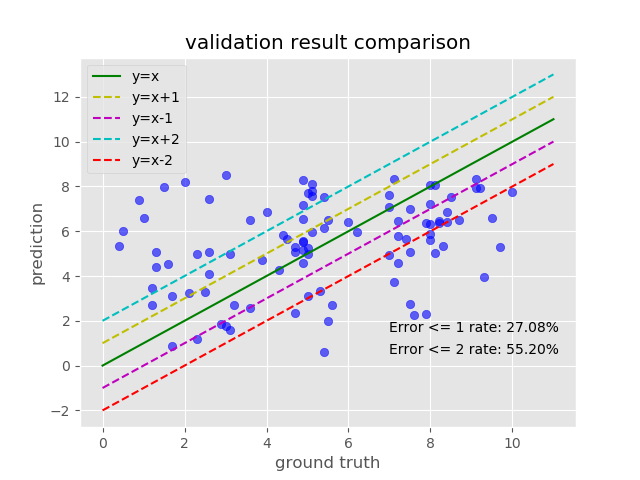 validation result comparison
y=x
y=x+1
y=x-1
y=x+2
y=x-2
12
10
8
6
4
2
0
−2
prediction
Error <= 1 rate: 27.08%
Error <= 2 rate: 55.20%
0 2 4 6 8 10
ground truth